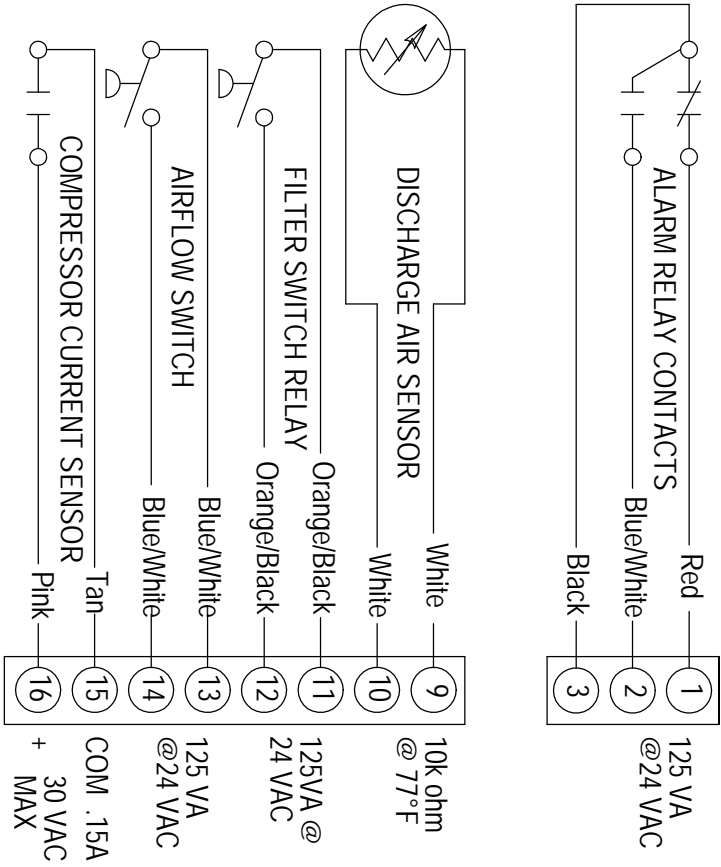 ALARM RELAY CONTACTS
Red
Blue/White
Black
1
2
3
125 VA
@24 VAC
DISCHARGE AIR SENSOR
White
White
9
10
10k ohm
@ 77°F
FILTER SWITCH RELAY
Orange/Black
Orange/Black
11
12
125VA @
24 VAC
AIRFLOW SWITCH
Blue/White
Blue/White
13
14
125 VA
@24 VAC
COMPRESSOR CURRENT SENSOR
Tan
Pink
15
16
COM .15A
+ 30 VAC
MAX